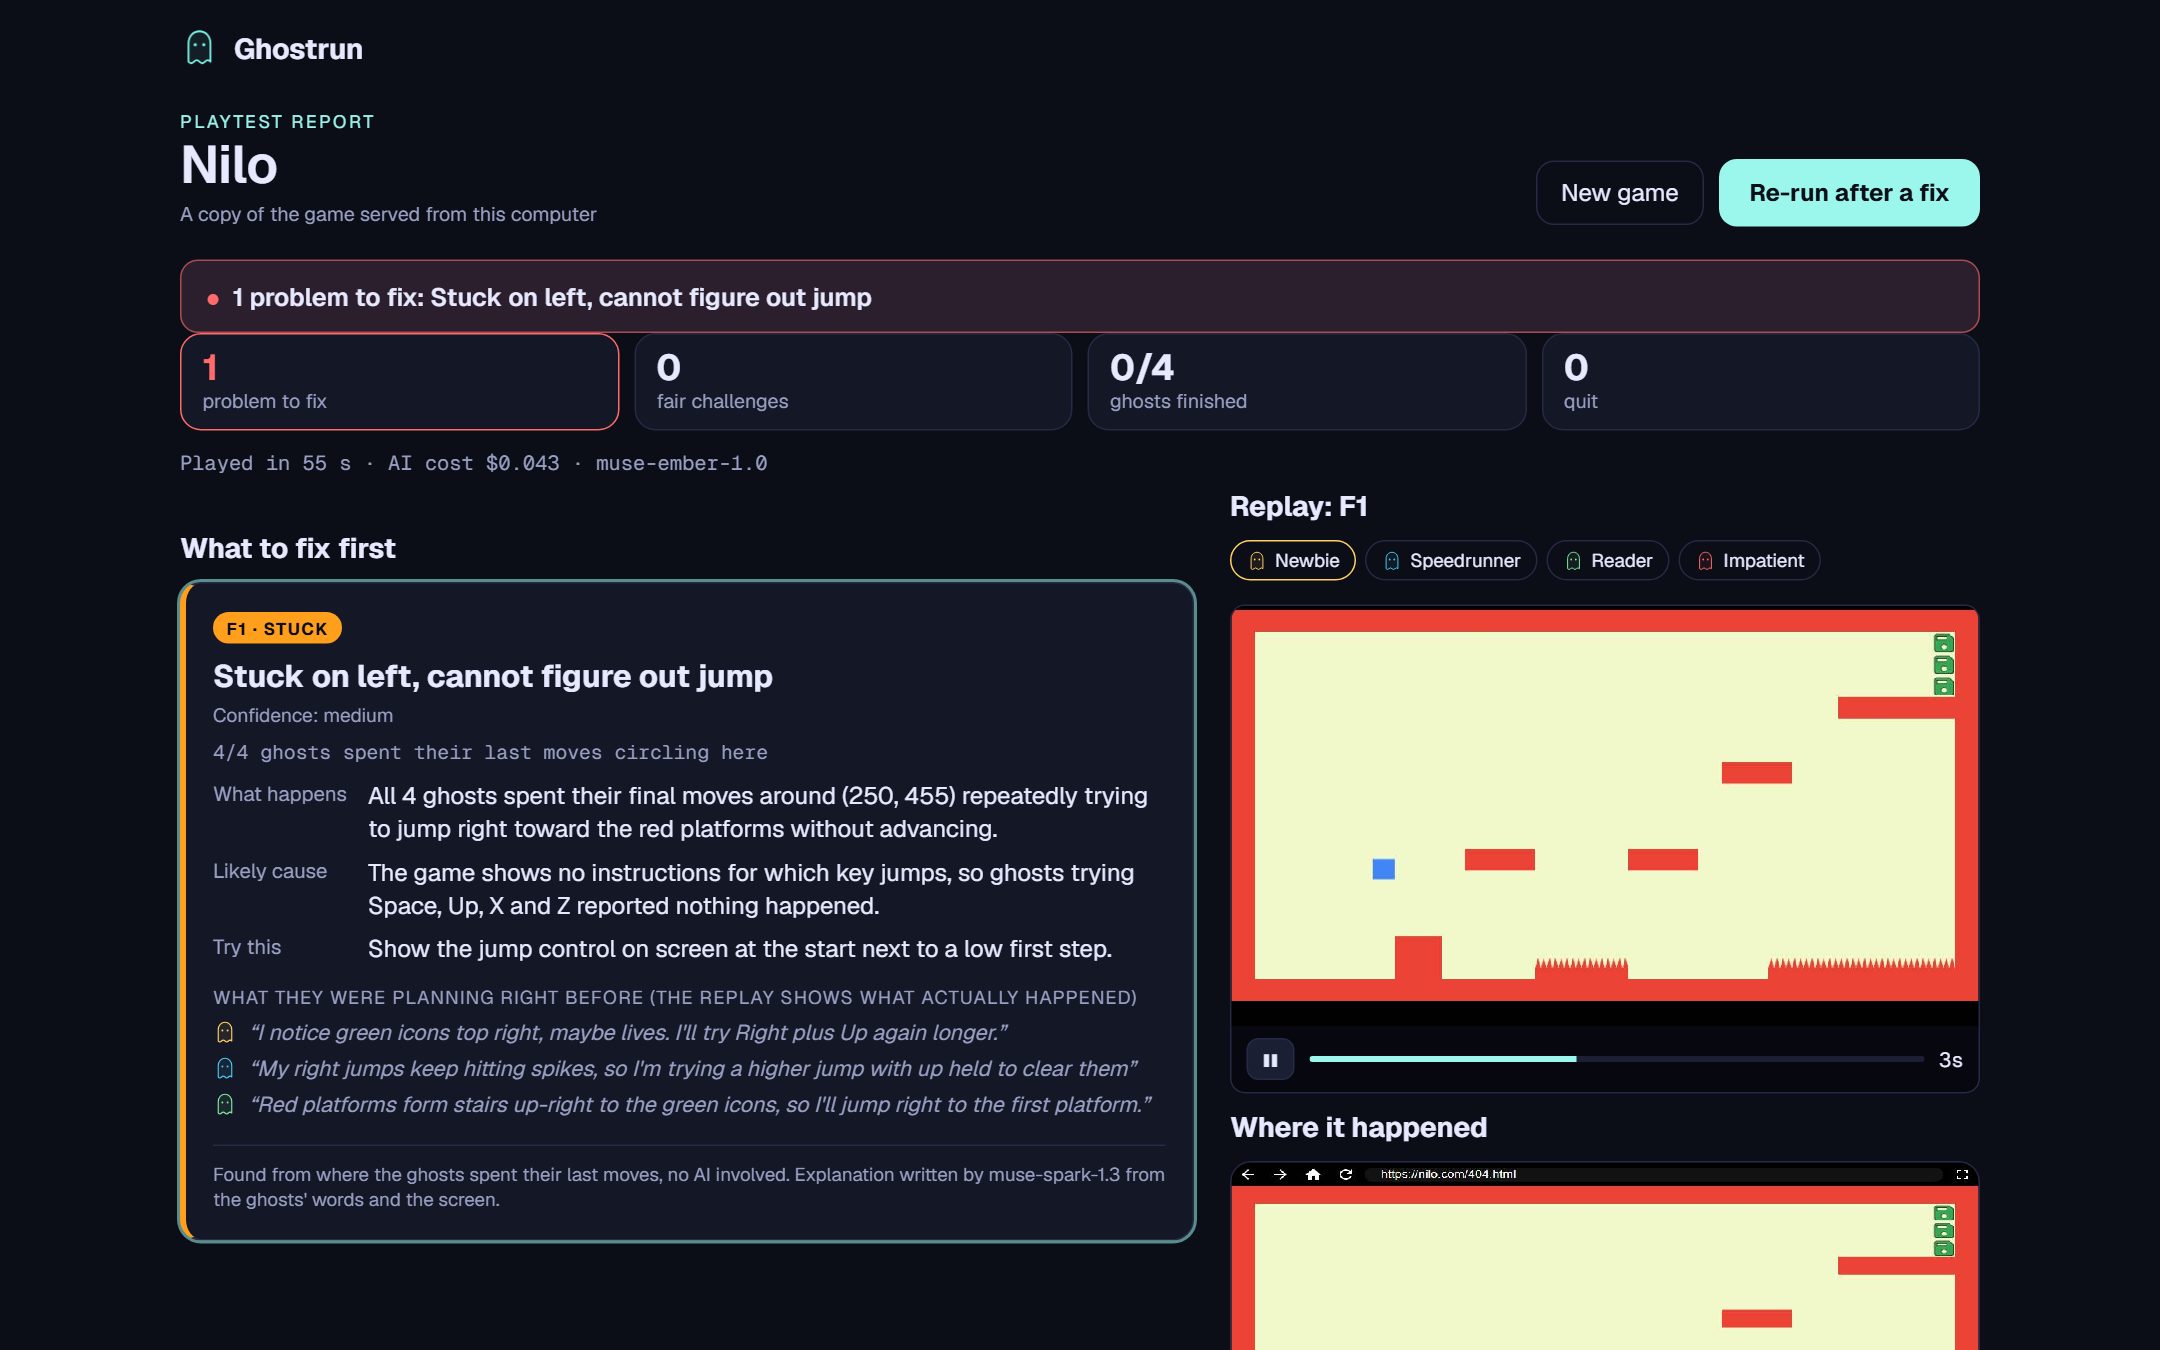 Ghostrun
PLAYTEST REPORT
Nilo
A copy of the game served from this computer
New game
Re-run after a fix
1 problem to fix: Stuck on left, cannot figure out jump
1
problem to fix
0
fair challenges
0/4
ghosts finished
0
quit
Played in 55 s · AI cost $0.043 · muse-ember-1.0
What to fix first
F1 · STUCK
Stuck on left, cannot figure out jump
Confidence: medium
4/4 ghosts spent their last moves circling here
What happens
All 4 ghosts spent their final moves around (250, 455) repeatedly trying
to jump right toward the red platforms without advancing.
Likely cause
The game shows no instructions for which key jumps, so ghosts trying
Space, Up, X and Z reported nothing happened.
Try this
Show the jump control on screen at the start next to a low first step.
WHAT THEY WERE PLANNING RIGHT BEFORE (THE REPLAY SHOWS WHAT ACTUALLY HAPPENED)
“I notice green icons top right, maybe lives. I'll try Right plus Up again longer.”
“My right jumps keep hitting spikes, so I'm trying a higher jump with up held to clear them”
“Red platforms form stairs up-right to the green icons, so I'll jump right to the first platform.”
Found from where the ghosts spent their last moves, no AI involved. Explanation written by muse-spark-1.3 from
the ghosts' words and the screen.
Replay: F1
Newbie
Speedrunner
Reader
Impatient
3s
Where it happened
https://nilo.com/404.html